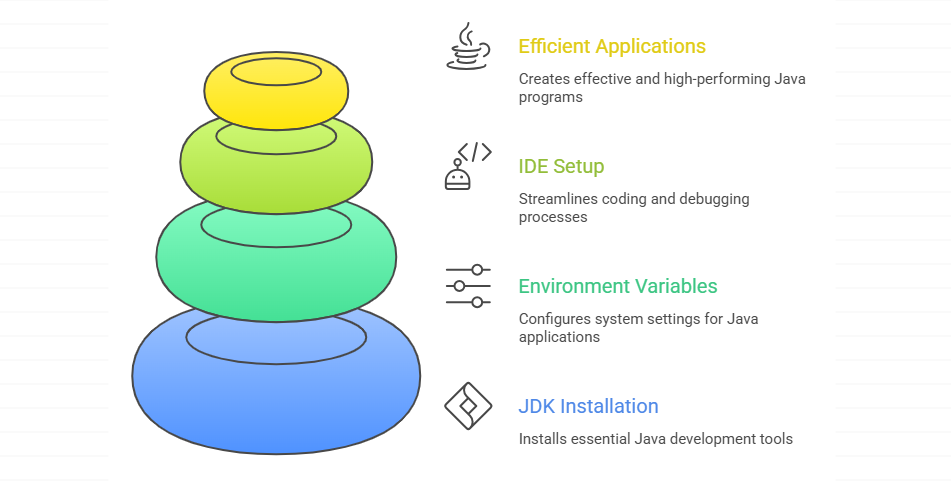 Efficient Applications
Creates effective and high-performing Java
programs
IDE Setup
Streamlines coding and debugging
processes
Environment Variables
Configures system settings for Java
applications
JDK Installation
Installs essential Java development tools